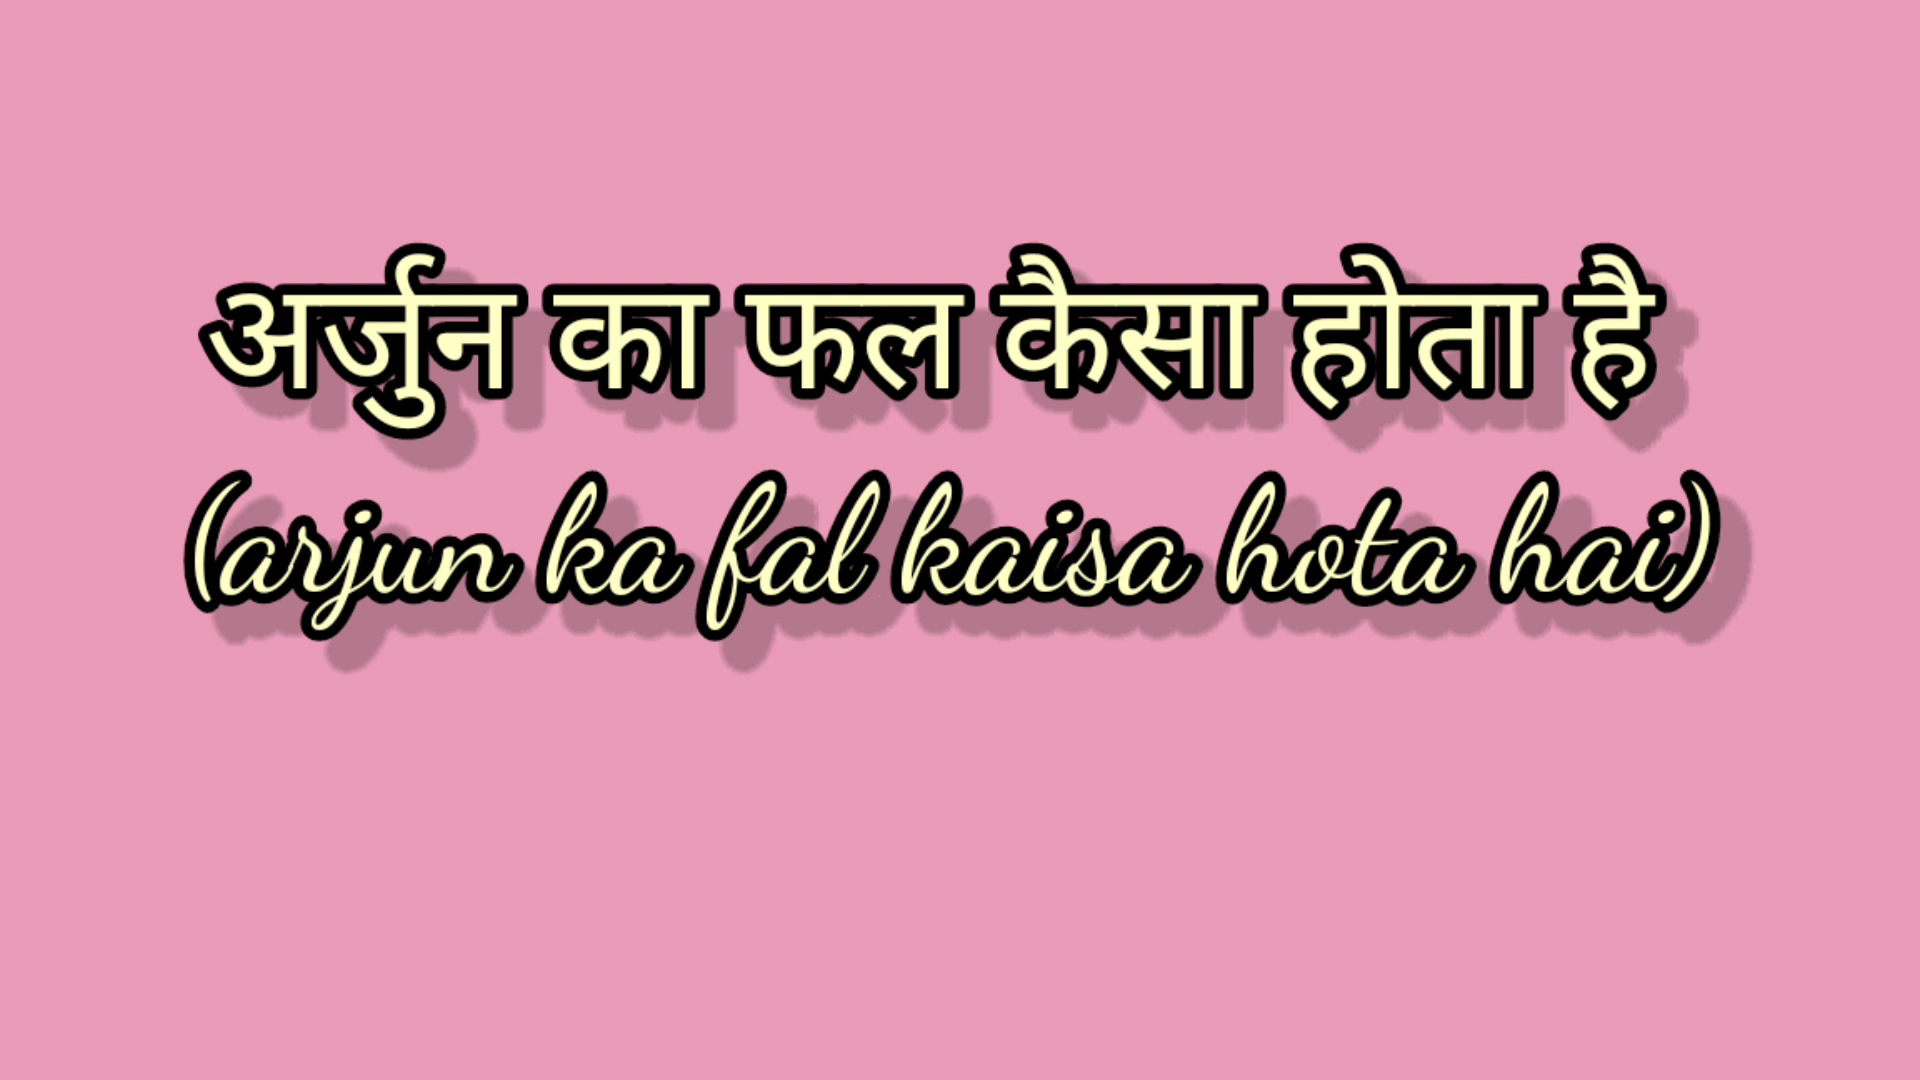 अर्जुन का फल कैसा होता है
(arjun ka fal kaisa hota hai)